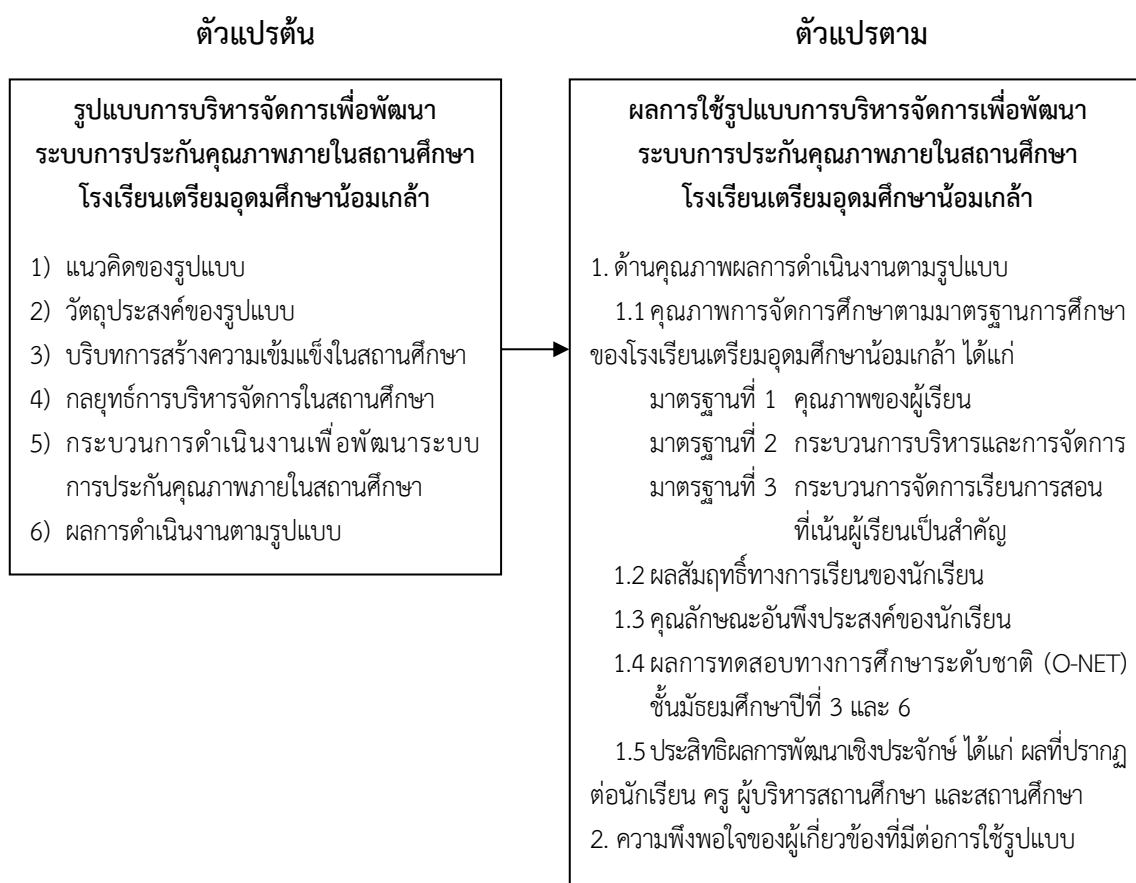 ตัวแปรต้น
รูปแบบการบริหารจัดการเพื่อพัฒนา
ระบบการประกันคุณภาพภายในสถานศึกษา
โรงเรียนเตรียมอุดมศึกษาน้อมเกล้า
1) แนวคิดของรูปแบบ
2) วัตถุประสงค์ของรูปแบบ
3) บริบทการสร้างความเข้มแข็งในสถานศึกษา
4) กลยุทธ์การบริหารจัดการในสถานศึกษา
5) กระบวนการดำเนินงานเพื่อพัฒนาระบบ
การประกันคุณภาพภายในสถานศึกษา
6) ผลการดำเนินงานตามรูปแบบ
ตัวแปรตาม
ผลการใช้รูปแบบการบริหารจัดการเพื่อพัฒนา
ระบบการประกันคุณภาพภายในสถานศึกษา
โรงเรียนเตรียมอุดมศึกษาน้อมเกล้า
1. ด้านคุณภาพผลการดำเนินงานตามรูปแบบ
1.1 คุณภาพการจัดการศึกษาตามมาตรฐานการศึกษา
ของโรงเรียนเตรียมอุดมศึกษาน้อมเกล้า ได้แก่
มาตรฐานที่ 1 คุณภาพของผู้เรียน
มาตรฐานที่ 2 กระบวนการบริหารและการจัดการ
มาตรฐานที่ 3 กระบวนการจัดการเรียนการสอน
ที่เน้นผู้เรียนเป็นสำคัญ
1.2 ผลสัมฤทธิ์ทางการเรียนของนักเรียน
1.3 คุณลักษณะอันพึงประสงค์ของนักเรียน
1.4 ผลการทดสอบทางการศึกษาระดับชาติ (O-NET)
ชั้นมัธยมศึกษาปีที่ 3 และ 6
1.5 ประสิทธิผลการพัฒนาเชิงประจักษ์ ได้แก่ ผลที่ปรากฏ
ต่อนักเรียน ครู ผู้บริหารสถานศึกษา และสถานศึกษา
2. ความพึงพอใจของผู้เกี่ยวข้องที่มีต่อการใช้รูปแบบ